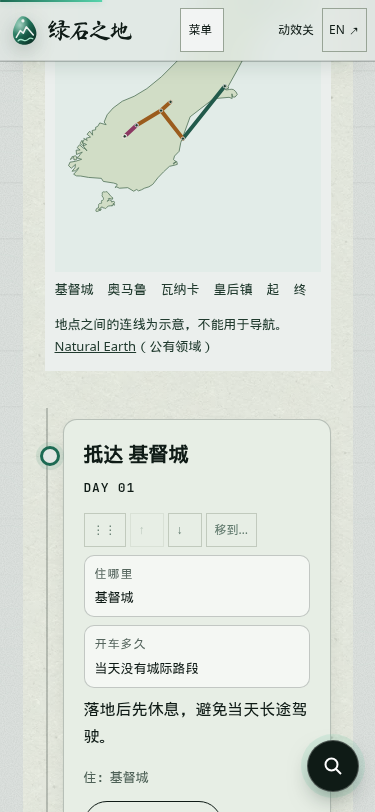 绿石之地
菜单
动效关
EN ↗
基督城 奥马鲁 瓦纳卡 皇后镇 起 终
地点之间的连线为示意，不能用于导航。
Natural Earth（公有领域）
抵达 基督城
DAY 01
⋮⋮
↑
↓
移到…
住哪里
基督城
开车多久
当天没有城际路段
落地后先休息，避免当天长途驾
驶。
住: 基督城